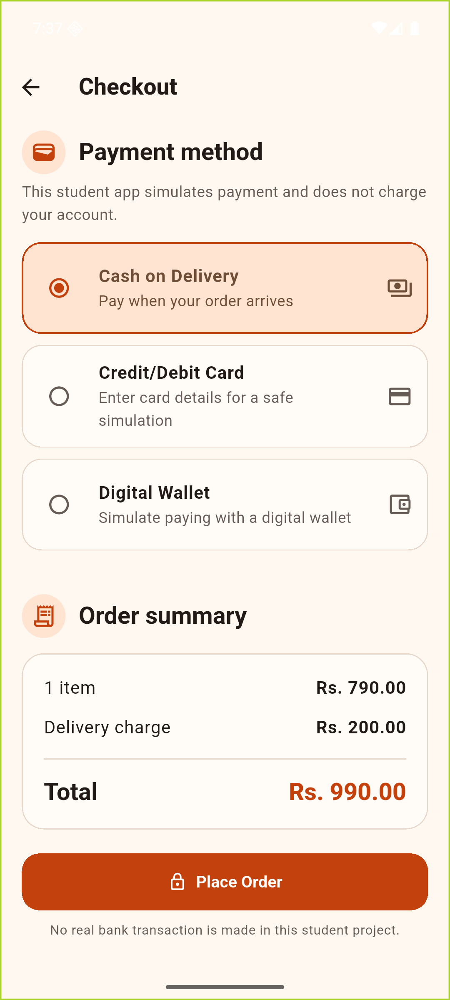 7:37
Checkout
Payment method
This student app simulates payment and does not charge
your account.
Cash on Delivery
Pay when your order arrives
Credit/Debit Card
Enter card details for a safe
simulation
Digital Wallet
Simulate paying with a digital wallet
Order summary
1 item Rs. 790.00
Delivery charge Rs. 200.00
Total Rs. 990.00
Place Order
No real bank transaction is made in this student project.